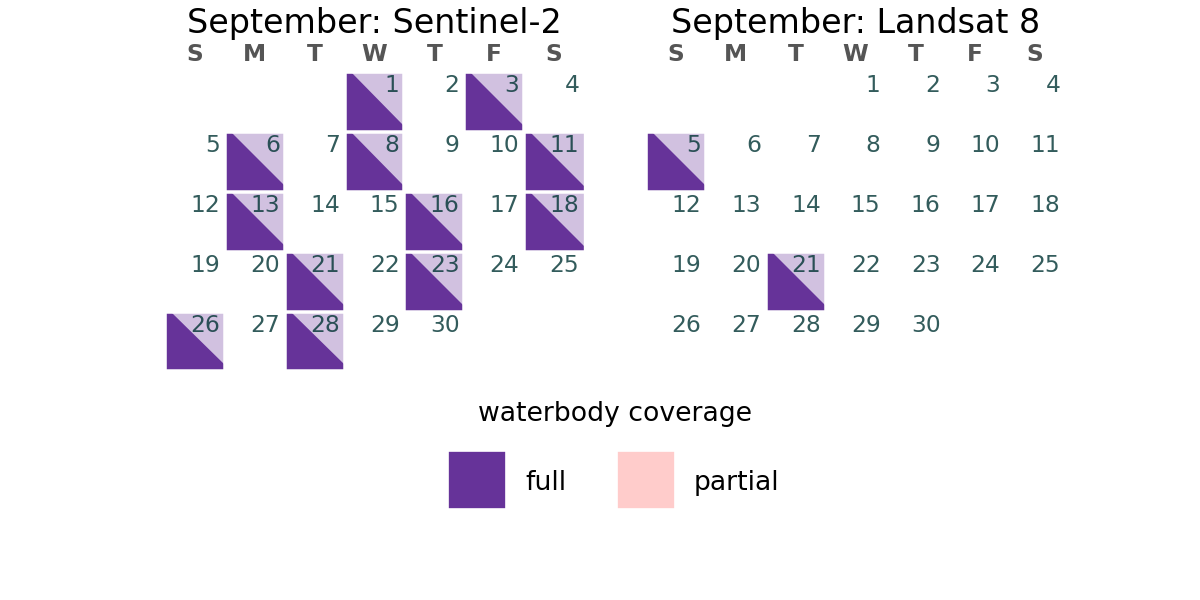 September: Sentinel-2
S M T W T F S
1 2 3 4
5 6 7 8 9 10 11
12 13 14 15 16 17 18
19 20 21 22 23 24 25
26 27 28 29 30
September: Landsat 8
S M T W T F S
1 2 3 4
5 6 7 8 9 10 11
12 13 14 15 16 17 18
19 20 21 22 23 24 25
26 27 28 29 30
waterbody coverage
full partial